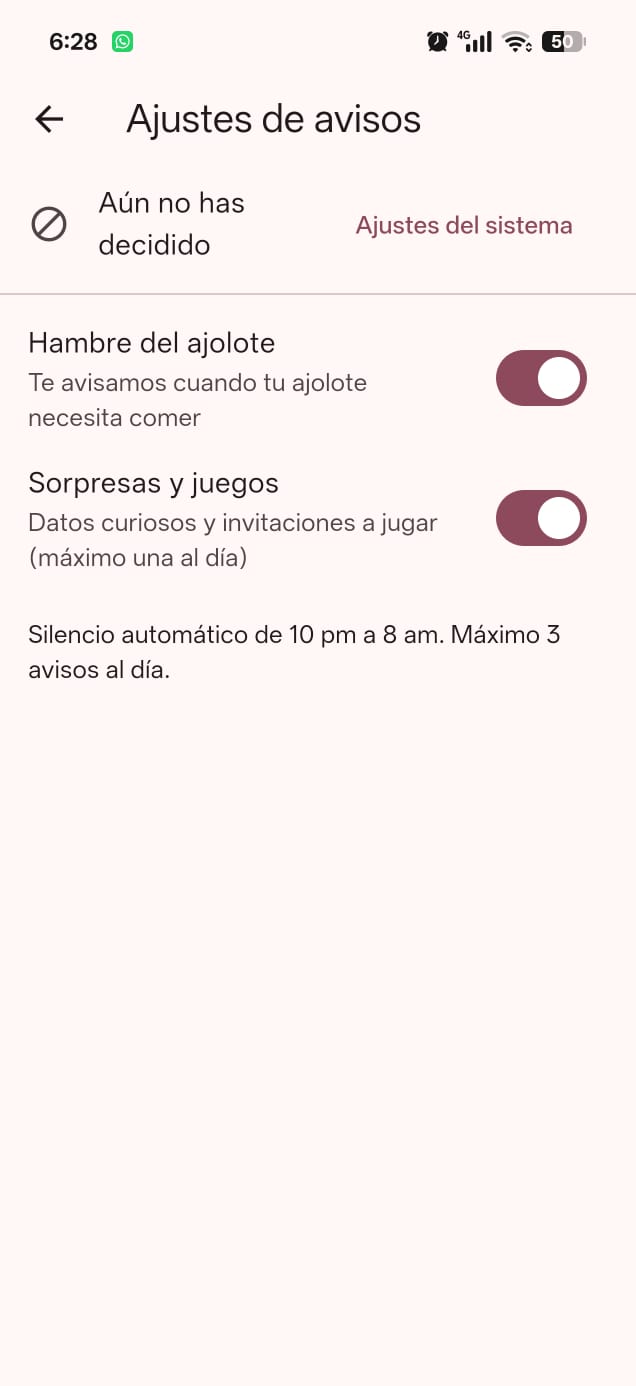 6:28
4G
50
Ajustes de avisos
Aún no has
decidido
Ajustes del sistema
Hambre del ajolote
Te avisamos cuando tu ajolote
necesita comer
Sorpresas y juegos
Datos curiosos y invitaciones a jugar
(máximo una al día)
Silencio automático de 10 pm a 8 am. Máximo 3
avisos al día.